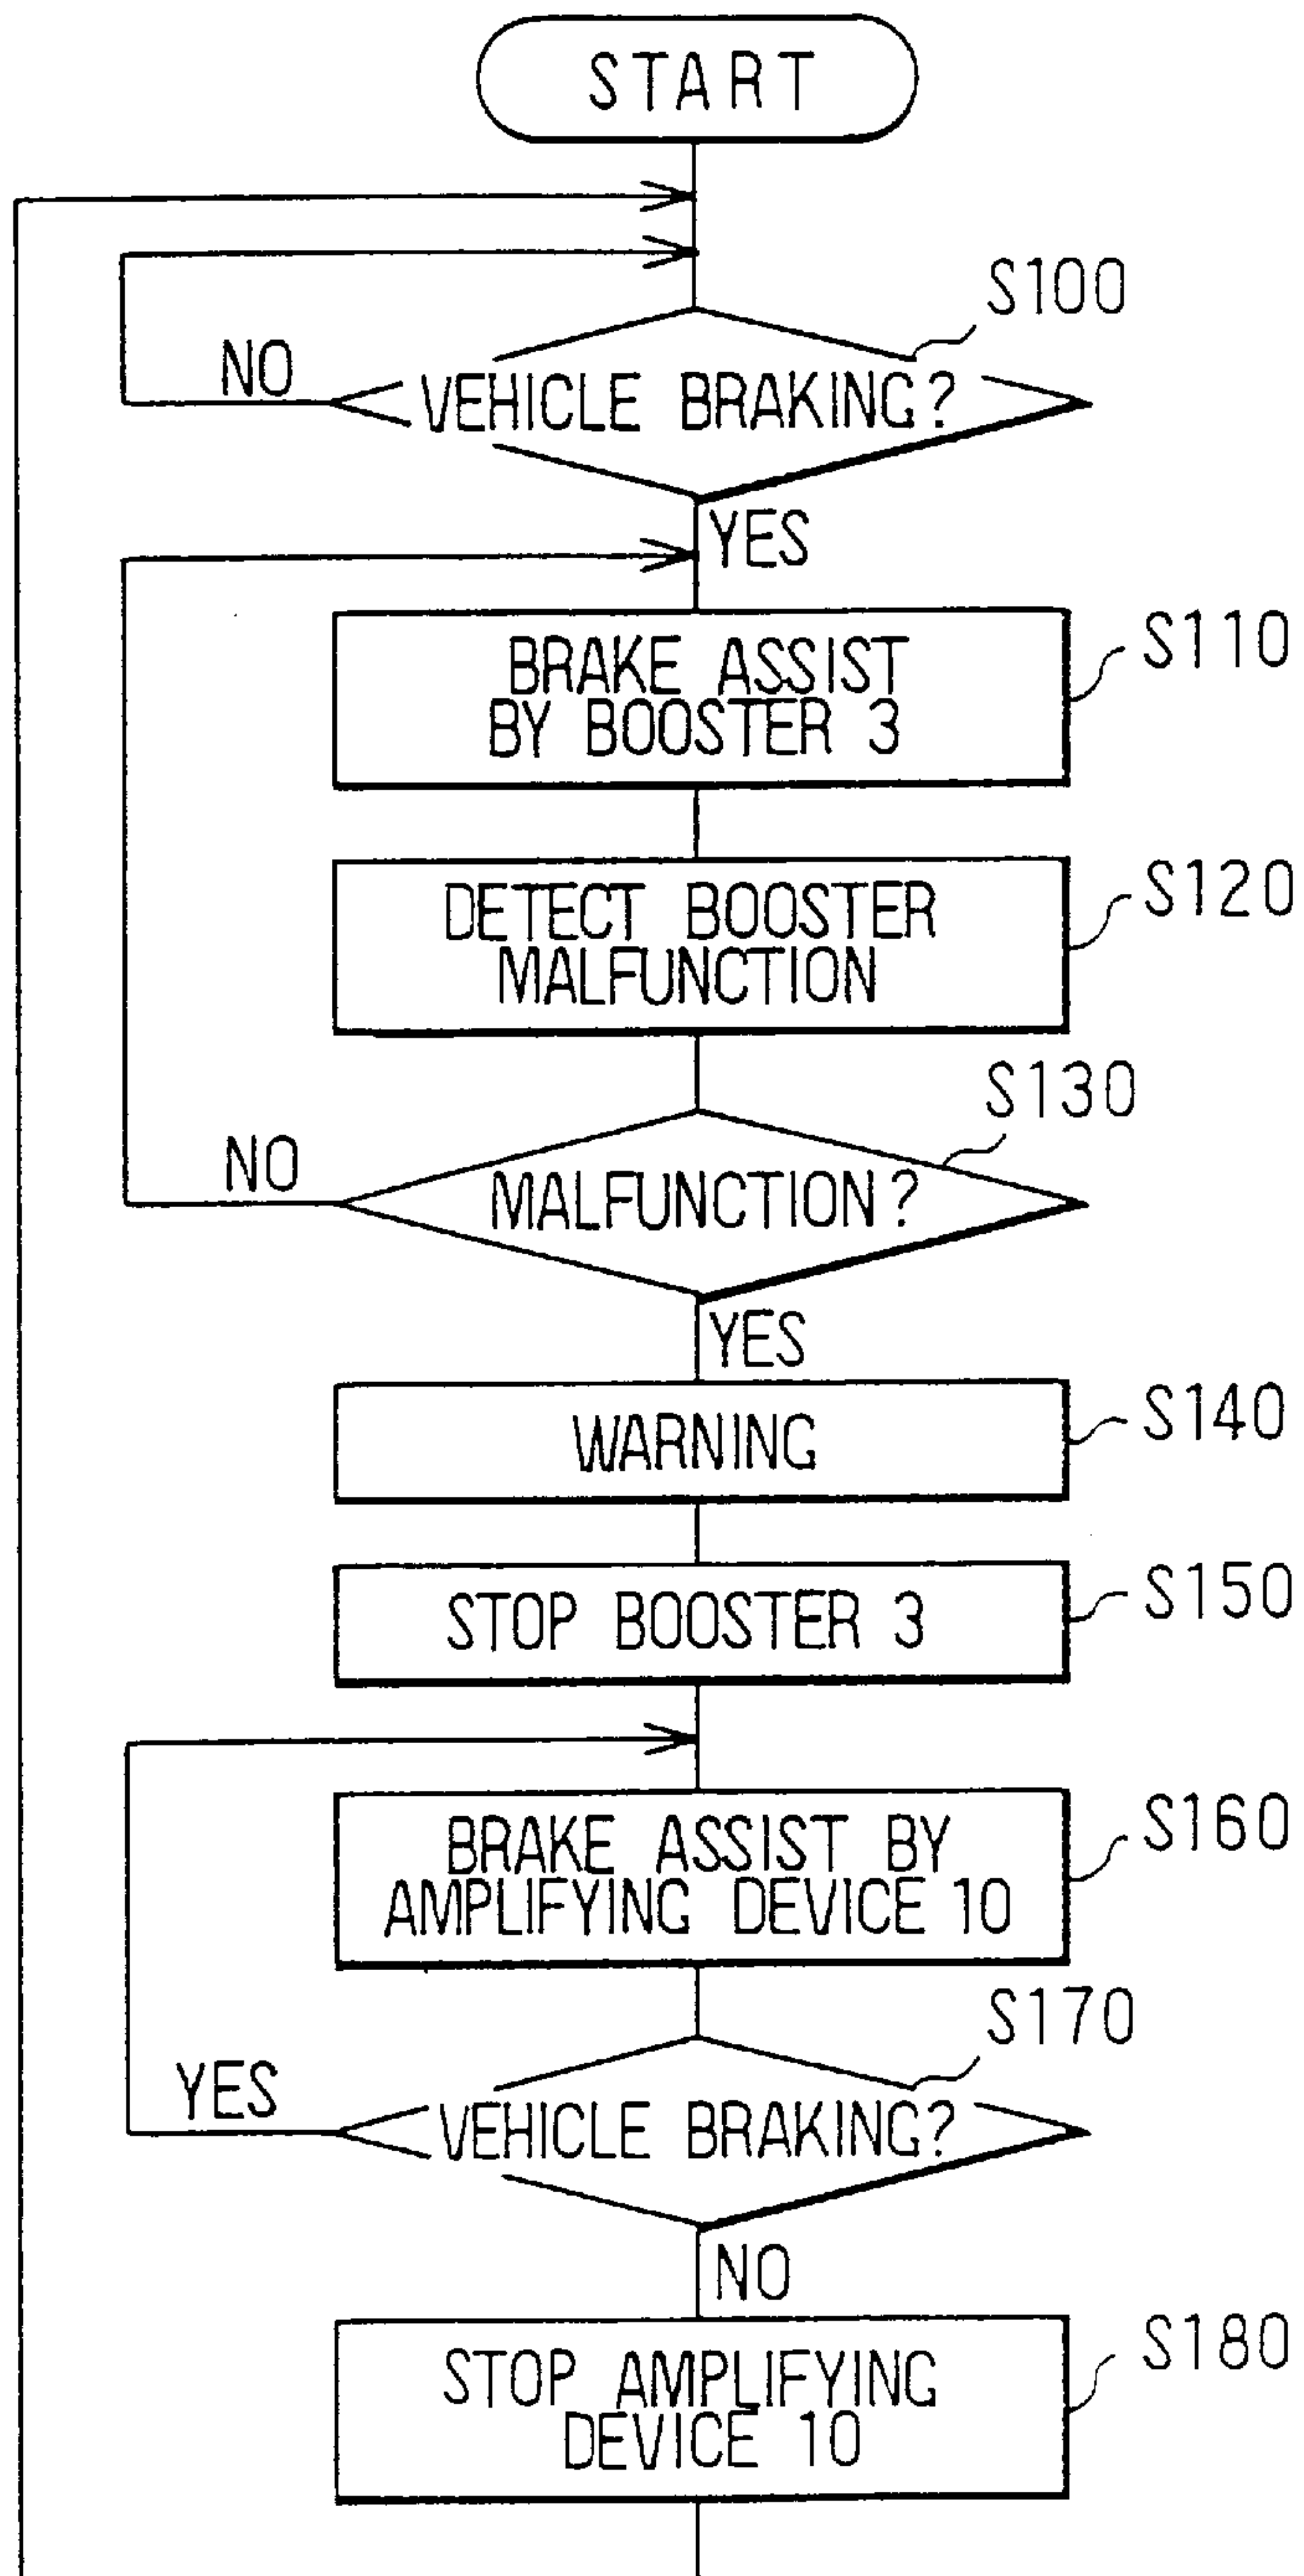 START
S100
NO
VEHICLE BRAKING?
YES
S110
BRAKE ASSIST
BY BOOSTER 3
S120
DETECT BOOSTER
MALFUNCTION
S130
NO
MALFUNCTION?
YES
S140
WARNING
S150
STOP BOOSTER 3
S160
BRAKE ASSIST BY
AMPLIFYING DEVICE 10
S170
YES
VEHICLE BRAKING?
NO
S180
STOP AMPLIFYING
DEVICE 10